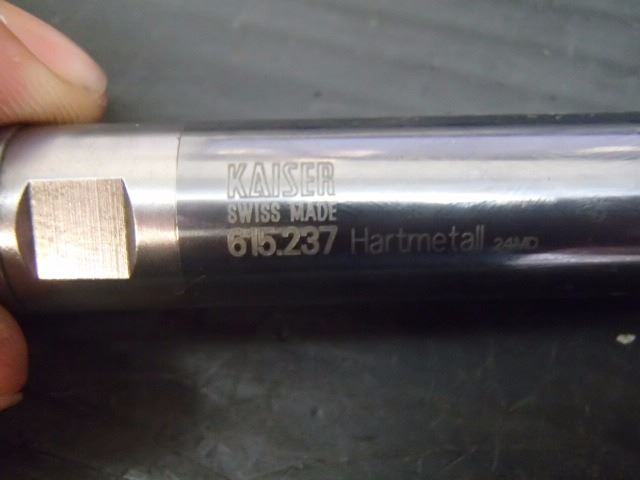 KAISER
SWISS MADE
615.237 Hartmetall 24MD